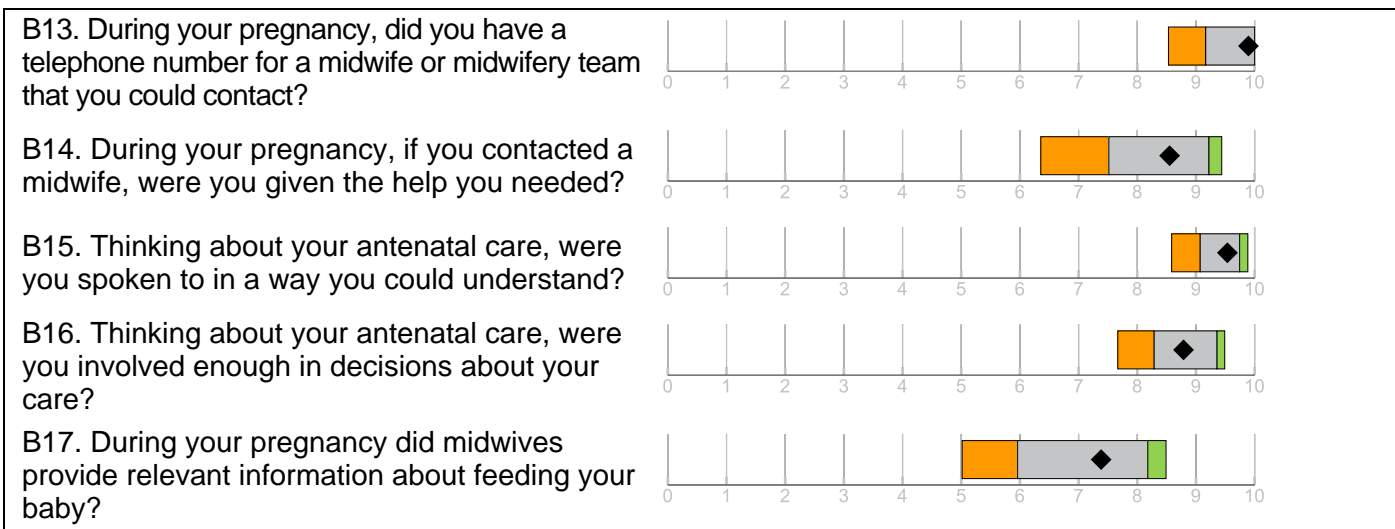 B13. During your pregnancy, did you have a
telephone number for a midwife or midwifery team
that you could contact?
0 1 2 3 4 5 6 7 8 9 10
B14. During your pregnancy, if you contacted a
midwife, were you given the help you needed?
0 1 2 3 4 5 6 7 8 9 10
B15. Thinking about your antenatal care, were
you spoken to in a way you could understand?
0 1 2 3 4 5 6 7 8 9 10
B16. Thinking about your antenatal care, were
you involved enough in decisions about your
care?
0 1 2 3 4 5 6 7 8 9 10
B17. During your pregnancy did midwives
provide relevant information about feeding your
baby?
0 1 2 3 4 5 6 7 8 9 10